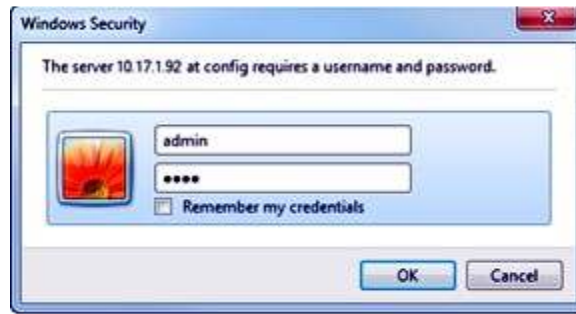 Windows Security
The server 10.17.1.92 at config requires a username and password.
admin
••••
Remember my credentials
OK Cancel